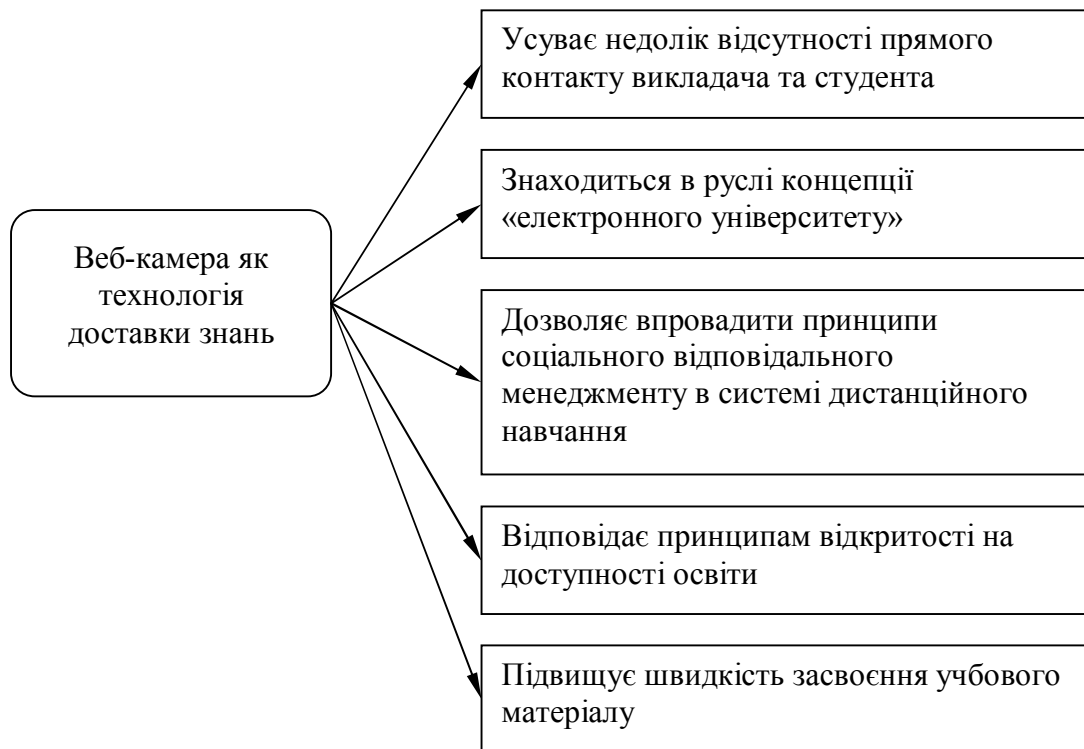 Усуває недолік відсутності прямого
контакту викладача та студента
Знаходиться в руслі концепції
«електронного університету»
Веб-камера як
технологія
доставки знань
Дозволяє впровадити принципи
соціального відповідального
менеджменту в системі дистанційного
навчання
Відповідає принципам відкритості на
доступності освіти
Підвищує швидкість засвоєння учбового
матеріалу